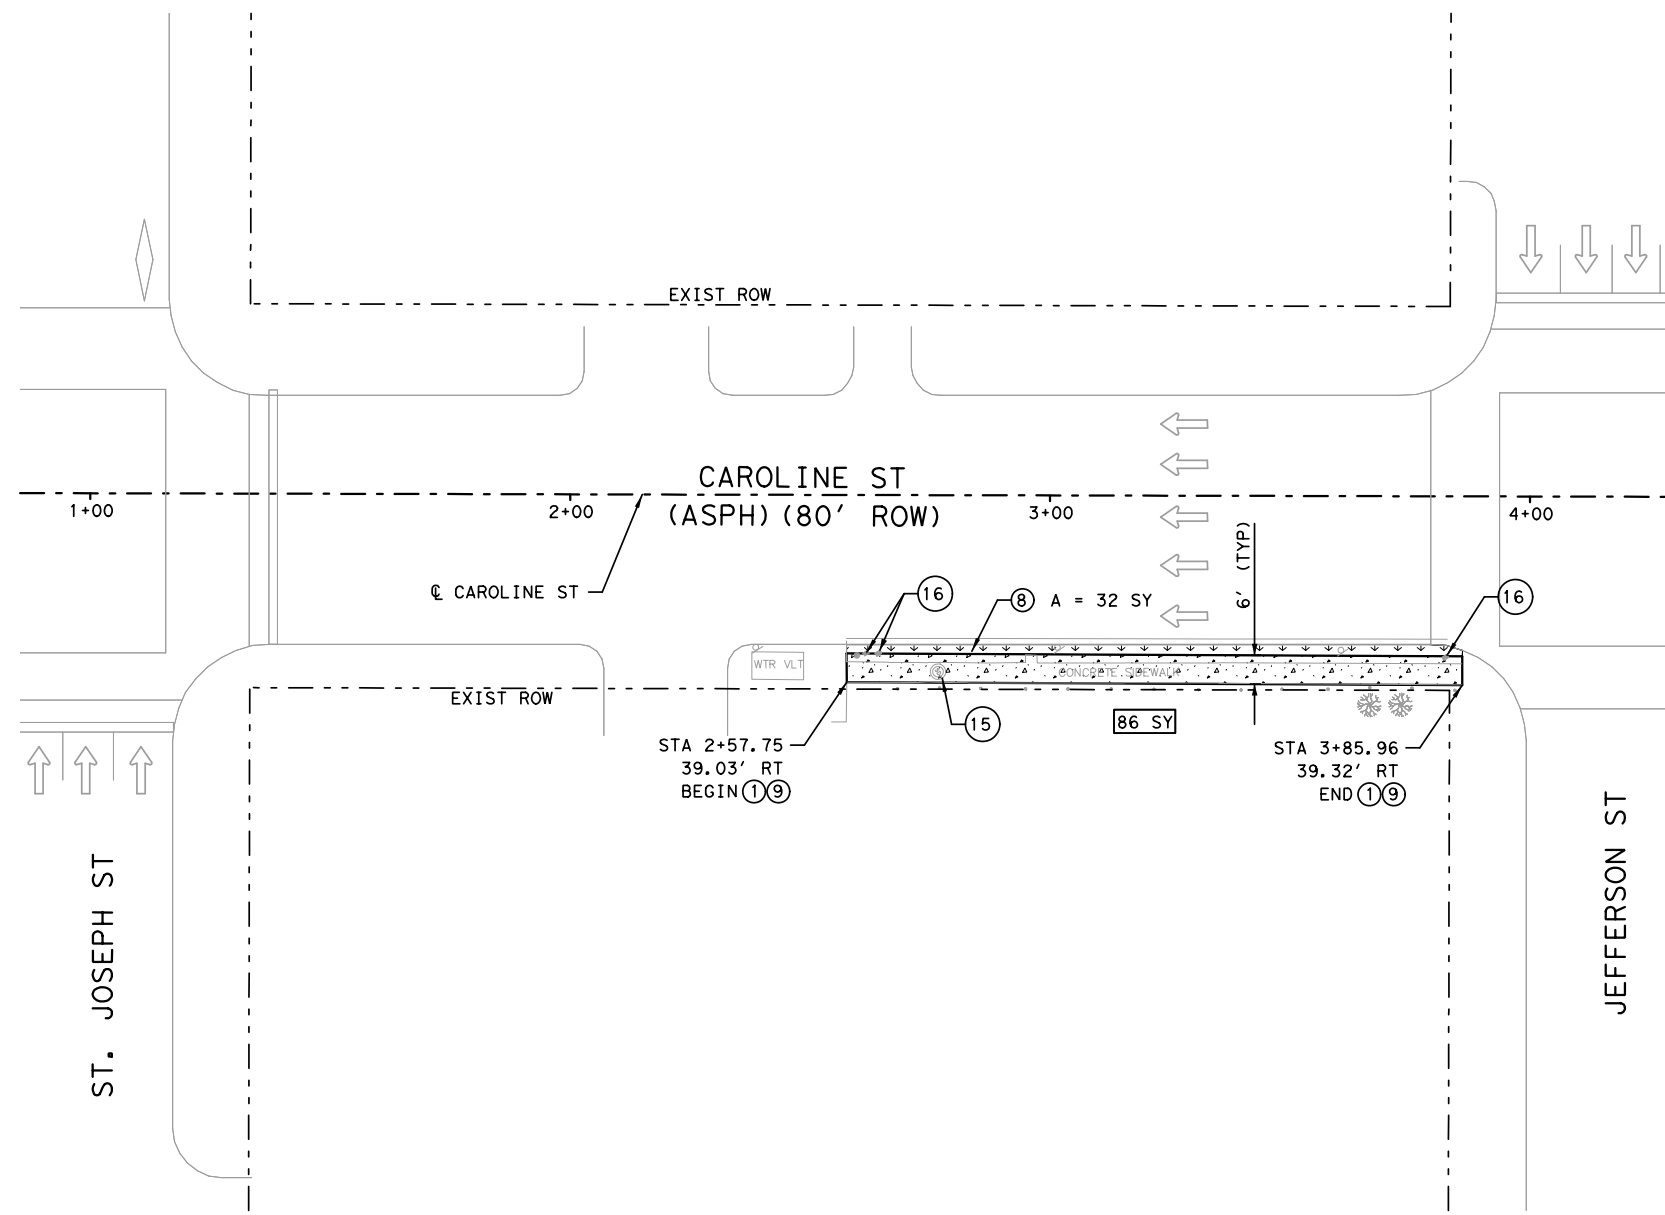 EXIST ROW
CAROLINE ST
1+00
2+00
(ASPH) (80' ROW)
3+00
4+00
6' (TYP)
℄ CAROLINE ST
16
8 A = 32 SY
16
WTR VLT
CONCRETE SIDEWALK
EXIST ROW
15
86 SY
STA 2+57.75
39.03' RT
BEGIN 1 9
STA 3+85.96
39.32' RT
END 1 9
ST. JOSEPH ST
JEFFERSON ST